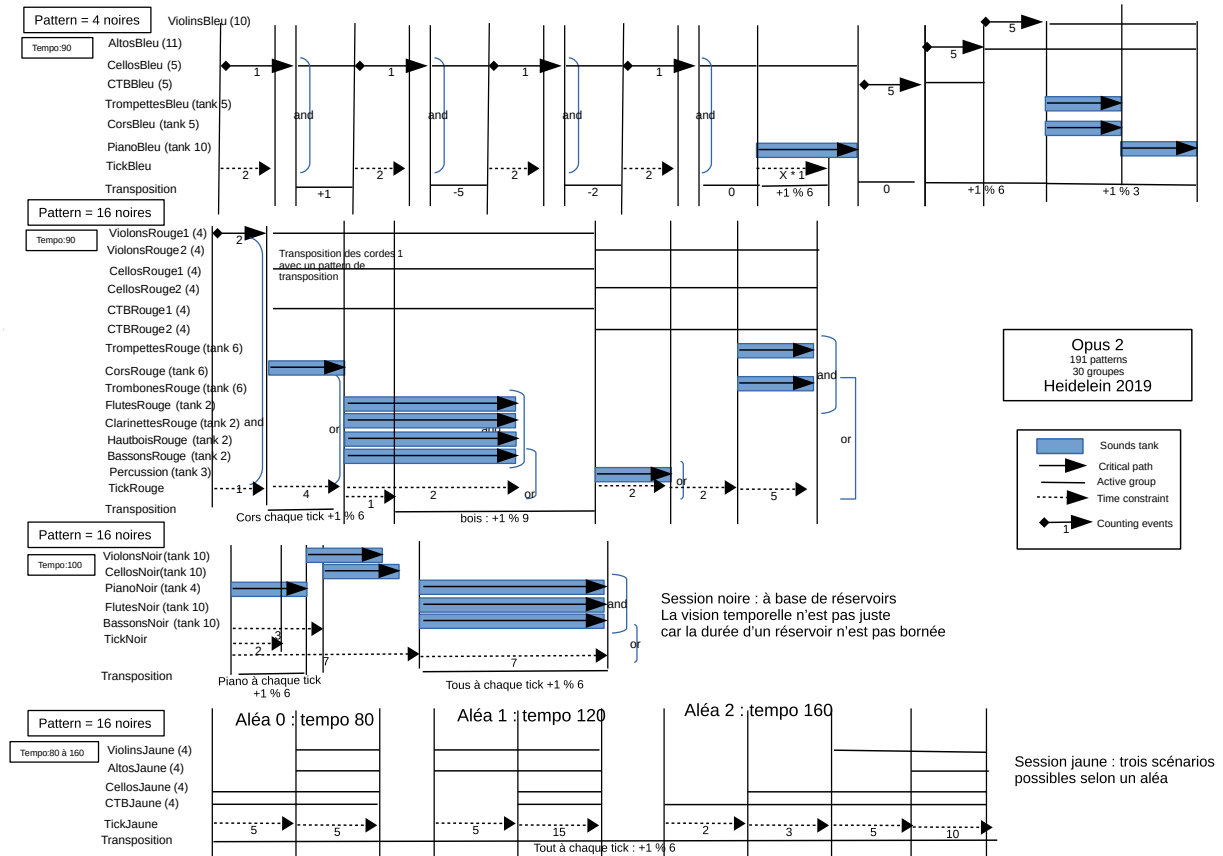 Pattern = 4 noires
ViolinsBleu (10)
Tempo:90
AltosBleu (11)
CellosBleu (5)
CTBBleu (5)
TrompettesBleu (tank 5)
CorsBleu (tank 5)
PianoBleu (tank 10)
TickBleu
Transposition
1
1
1
1
5
5
5
and
and
and
and
2
2
2
2
X * 1
+1
-5
-2
0
+1 % 6
0
+1 % 6
+1 % 3
Pattern = 16 noires
Tempo:90
ViolonsRouge1 (4)
ViolonsRouge2 (4)
CellosRouge1 (4)
CellosRouge2 (4)
CTBRouge1 (4)
CTBRouge2 (4)
TrompettesRouge (tank 6)
CorsRouge (tank 6)
TrombonesRouge (tank (6)
FlutesRouge (tank 2)
ClarinettesRouge (tank 2)
HautboisRouge (tank 2)
BassonsRouge (tank 2)
Percussion (tank 3)
TickRouge
Transposition
2
Transposition des cordes 1
avec un pattern de
transposition
and
or
and
or
or
and
or
1
4
1
2
2
2
5
Cors chaque tick +1 % 6
bois : +1 % 9
Opus 2
191 patterns
30 groupes
Heidelein 2019
Sounds tank
Critical path
Active group
Time constraint
Counting events
1
Pattern = 16 noires
Tempo:100
ViolonsNoir(tank 10)
CellosNoir(tank 10)
PianoNoir (tank 4)
FlutesNoir (tank 10)
BassonsNoir (tank 10)
TickNoir
Transposition
3
2
7
7
and
or
Piano à chaque tick
+1 % 6
Tous à chaque tick +1 % 6
Session noire : à base de réservoirs
La vision temporelle n'est pas juste
car la durée d'un réservoir n'est pas bornée
Pattern = 16 noires
Tempo:80 à 160
Aléa 0 : tempo 80
Aléa 1 : tempo 120
Aléa 2 : tempo 160
ViolinsJaune (4)
AltosJaune (4)
CellosJaune (4)
CTBJaune (4)
TickJaune
Transposition
5
5
5
15
2
3
5
10
Tout à chaque tick : +1 % 6
Session jaune : trois scénarios
possibles selon un aléa